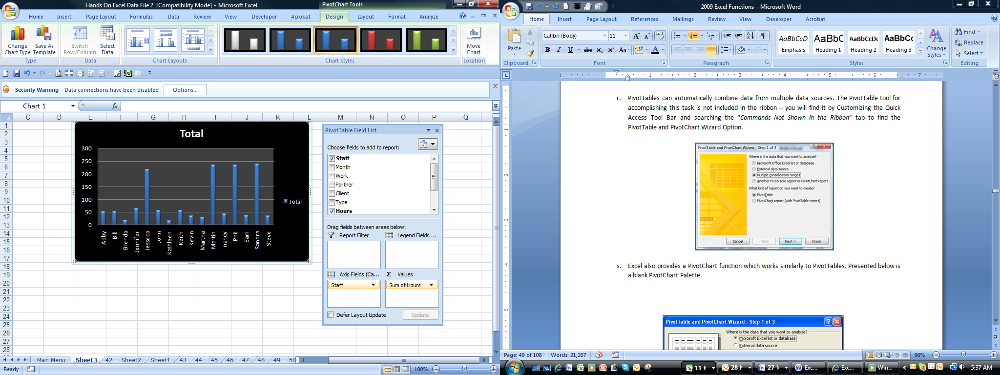 Hands On Excel Data File 2  [Compatibility Mode] - Microsoft Excel
PivotChart Tools
Home Insert Page Layout Formulas Data Review View Developer Acrobat Design Layout Format Analyze
Change Chart Type
Save As Template
Switch Row/Column
Select Data
Move Chart
Type Data Chart Layouts Chart Styles Location
Security Warning Data connections have been disabled Options...
Chart 1
fx
C D E F G H I J K L M N O P Q
1
2
3
4
5
6
7
8
9
10
11
12
13
14
15
16
17
18
19
20
21
22
23
24
25
26
27
28
Total
300
250
200
150
100
50
0
Abby Bill Brenda Jennifer Jesseca John Kathleen Keith Kevin Martha Martin nancy Phil Sam Sandra Steve
Total
PivotTable Field List
Choose fields to add to report:
Staff
Month
Work
Partner
Client
Type
Hours
Drag fields between areas below:
Report Filter
Legend Fields ...
Axis Fields (Ca...
Σ Values
Staff
Sum of Hours
Defer Layout Update
Update
Main Menu Sheet3 42 Sheet2 Sheet1 43 44 45 46 47 48 49 50
Ready
100%
2009 Excel Functions - Microsoft Word
Home Insert Page Layout References Mailings Review View Developer Acrobat
Paste
Calibri (Body) 11
AaBbCcD Emphasis
AaBbC Heading 1
AaBbCcDc Heading 2
AaBbCc Heading 3
Change Styles
Find
Replace
Select
Clipboard Font Paragraph Styles Editing
1 1 2 3 4 5 6 7
r. PivotTables can automatically combine data from multiple data sources. The PivotTable tool for
accomplishing this task is not included in the ribbon – you will find it by Customizing the Quick
Access Tool Bar and searching the “Commands Not Shown in the Ribbon” tab to find the
PivotTable and PivotChart Wizard Option.
PivotTable and PivotChart Wizard - Step 1 of 3
Where is the data that you want to analyze?
Microsoft Office Excel list or database
External data source
Multiple consolidation ranges
Another PivotTable report or PivotChart report
What kind of report do you want to create?
PivotTable
PivotChart report (with PivotTable report)
Cancel < Back Next > Finish
s. Excel also provides a PivotChart function which works similarly to PivotTables. Presented below is
a blank PivotChart Palette.
PivotTable and PivotChart Wizard - Step 1 of 3
Where is the data that you want to analyze?
Microsoft Excel list or database
External data source
Page: 49 of 108 Words: 21,267
96%
11 M 28 M 27 M Exc... Exc... Win...
5:37 AM